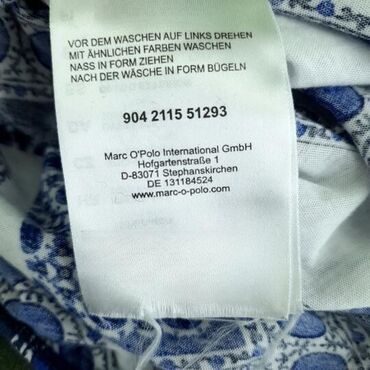 VOR DEM WASCHEN AUF LINKS DREHEN
MIT ÄHNLICHEN FARBEN WASCHEN
NASS IN FORM ZIEHEN
NACH DER WÄSCHE IN FORM BÜGELN
904 2115 51293
Marc O'Polo International GmbH
Hofgartenstraße 1
D-83071 Stephanskirchen
DE 131184524
www.marc-o-polo.com